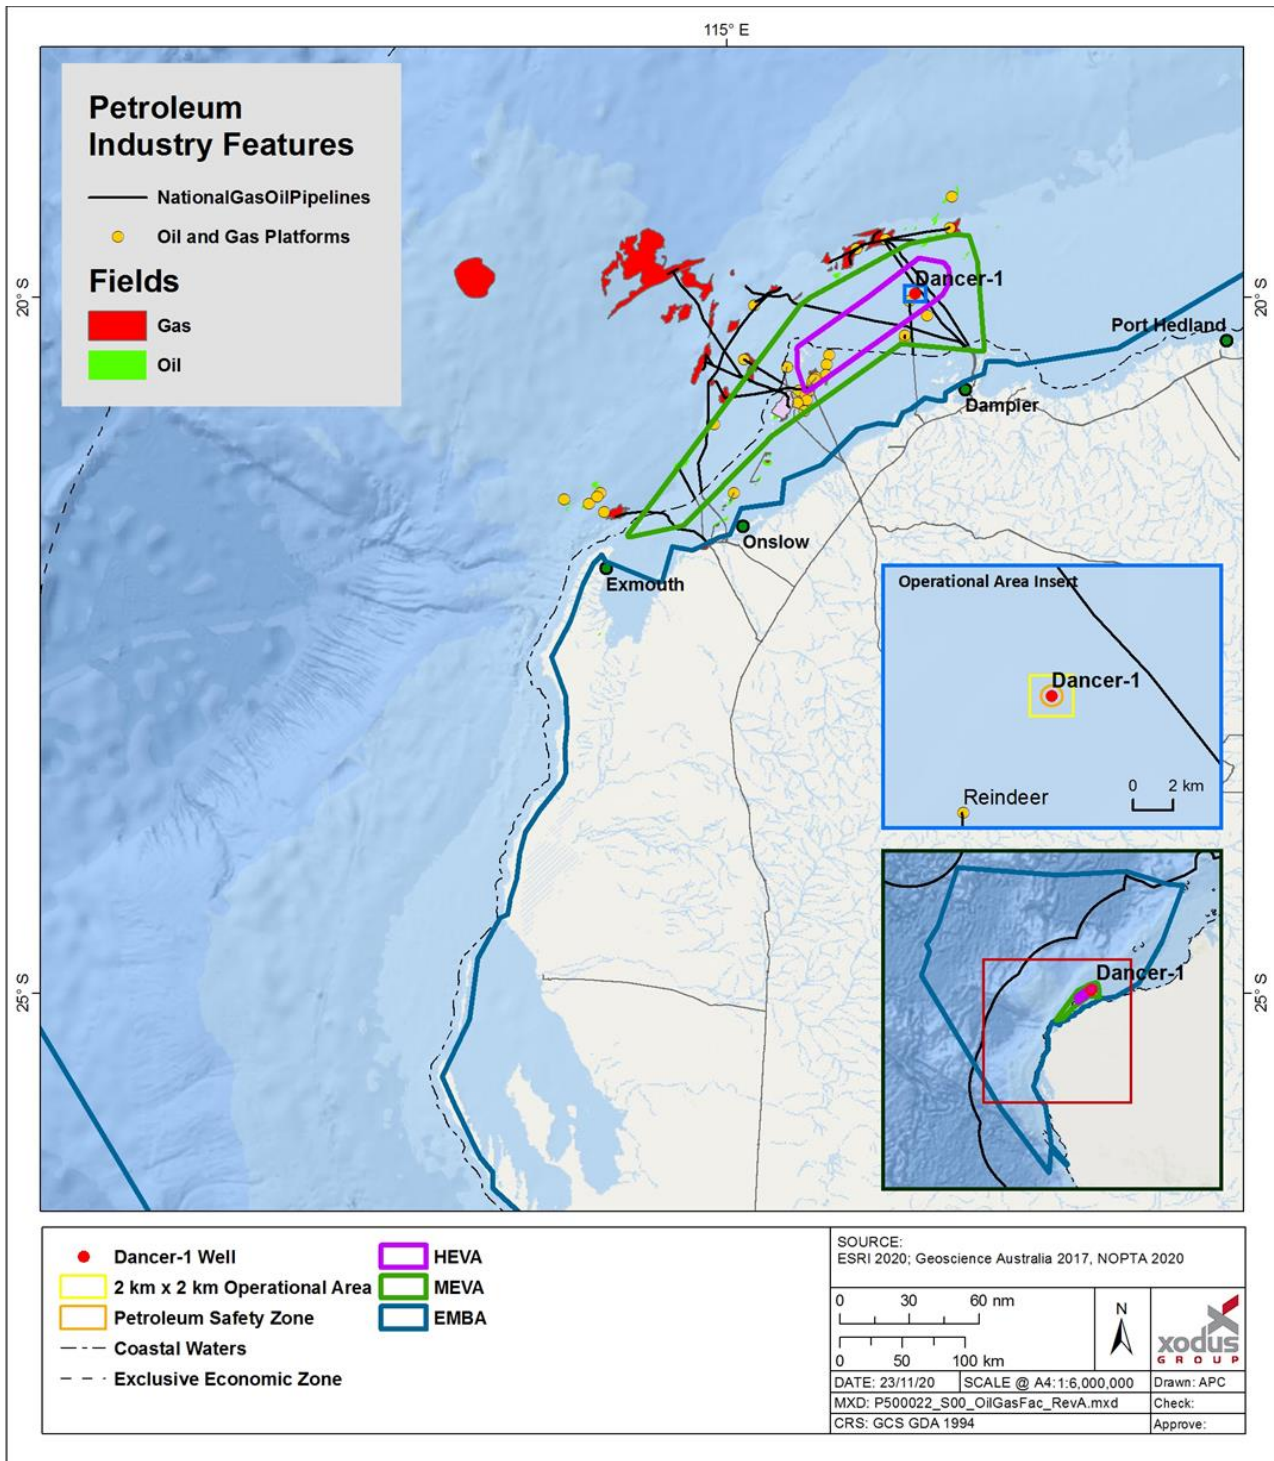 115° E
Petroleum
Industry Features
NationalGasOilPipelines
Oil and Gas Platforms
Fields
Gas
Oil
20° S
20° S
Dancer-1
Port Hedland
Dampier
Onslow
Exmouth
Operational Area Insert
Dancer-1
0 2 km
Reindeer
Dancer-1
25° S
25° S
Dancer-1 Well
2 km x 2 km Operational Area
Petroleum Safety Zone
Coastal Waters
Exclusive Economic Zone
HEVA
MEVA
EMBA
SOURCE:
ESRI 2020; Geoscience Australia 2017, NOPTA 2020
0 30 60 nm
0 50 100 km
N
xodus
GROUP
DATE: 23/11/20
SCALE @ A4:1:6,000,000
Drawn: APC
MXD: P500022_S00_OilGasFac_RevA.mxd
Check:
CRS: GCS GDA 1994
Approve: